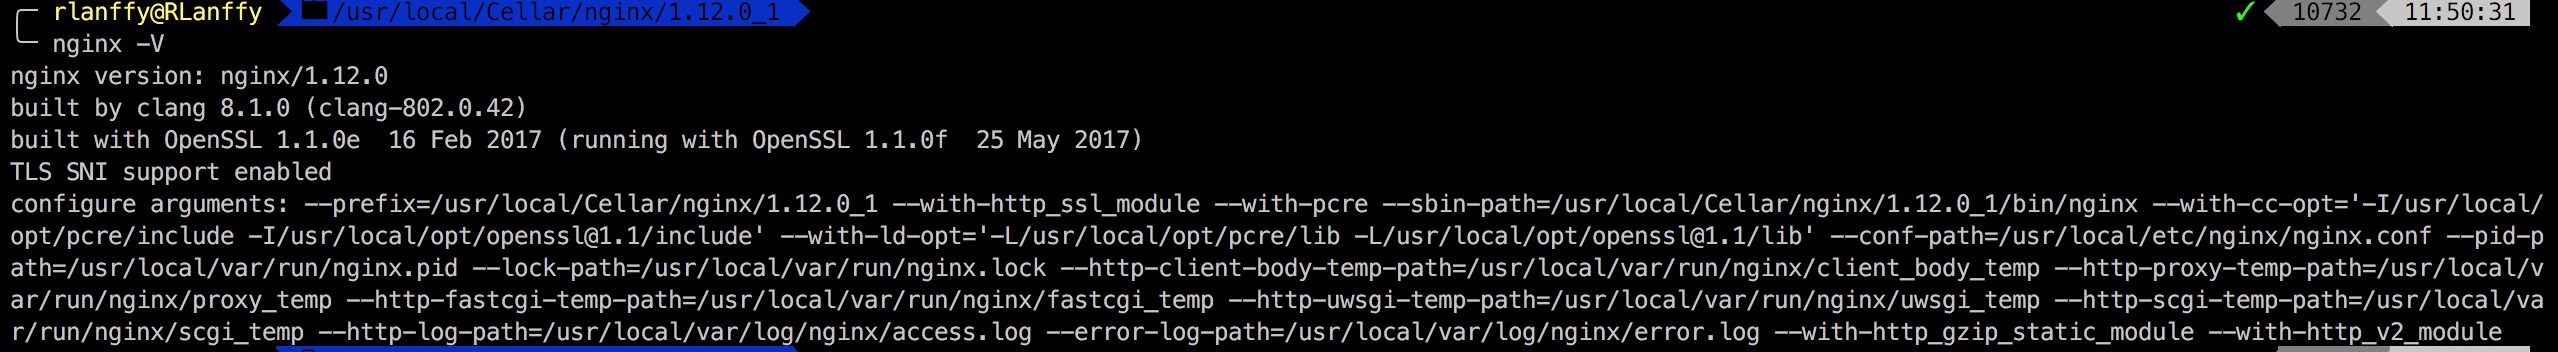 rlanffy@RLanffy /usr/local/Cellar/nginx/1.12.0_1 ✓ 10732 11:50:31
nginx -V
nginx version: nginx/1.12.0
built by clang 8.1.0 (clang-802.0.42)
built with OpenSSL 1.1.0e  16 Feb 2017 (running with OpenSSL 1.1.0f  25 May 2017)
TLS SNI support enabled
configure arguments: --prefix=/usr/local/Cellar/nginx/1.12.0_1 --with-http_ssl_module --with-pcre --sbin-path=/usr/local/Cellar/nginx/1.12.0_1/bin/nginx --with-cc-opt='-I/usr/local/
opt/pcre/include -I/usr/local/opt/openssl@1.1/include' --with-ld-opt='-L/usr/local/opt/pcre/lib -L/usr/local/opt/openssl@1.1/lib' --conf-path=/usr/local/etc/nginx/nginx.conf --pid-p
ath=/usr/local/var/run/nginx.pid --lock-path=/usr/local/var/run/nginx.lock --http-client-body-temp-path=/usr/local/var/run/nginx/client_body_temp --http-proxy-temp-path=/usr/local/v
ar/run/nginx/proxy_temp --http-fastcgi-temp-path=/usr/local/var/run/nginx/fastcgi_temp --http-uwsgi-temp-path=/usr/local/var/run/nginx/uwsgi_temp --http-scgi-temp-path=/usr/local/va
r/run/nginx/scgi_temp --http-log-path=/usr/local/var/log/nginx/access.log --error-log-path=/usr/local/var/log/nginx/error.log --with-http_gzip_static_module --with-http_v2_module